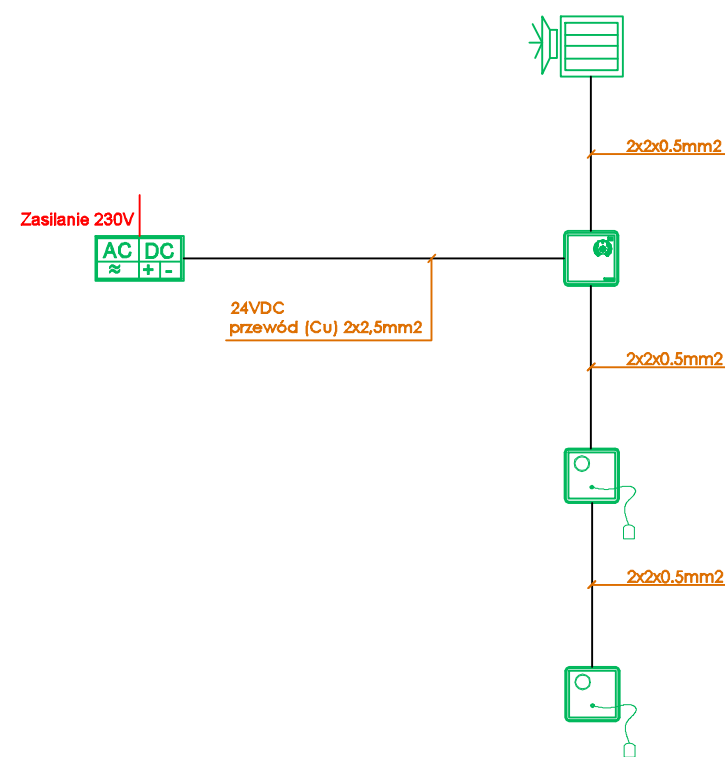 2x2x0.5mm2
Zasilanie 230V
AC DC
≈ + -
24VDC
przewód (Cu) 2x2,5mm2
2x2x0.5mm2
2x2x0.5mm2